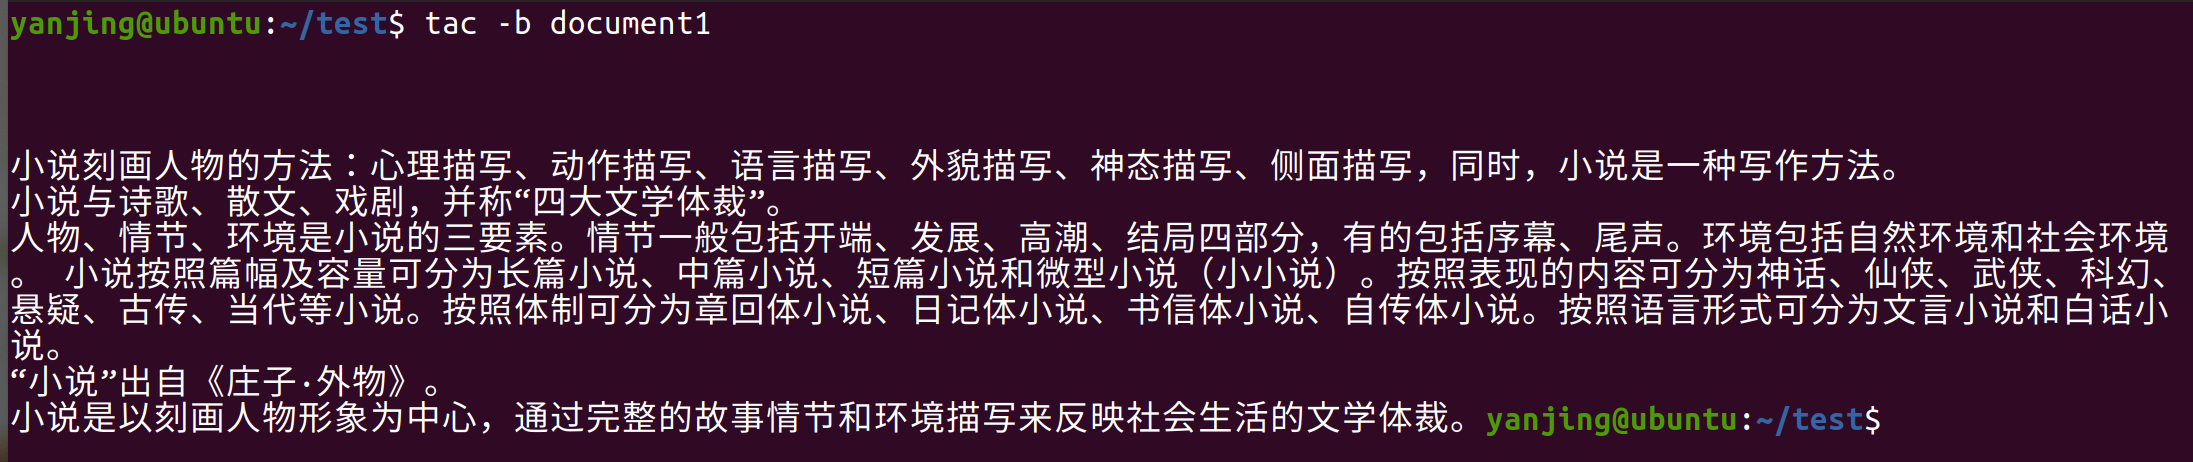 yanjing@ubuntu:~/test$ tac -b document1
小说刻画人物的方法：心理描写、动作描写、语言描写、外貌描写、神态描写、侧面描写，同时，小说是一种写作方法。
小说与诗歌、散文、戏剧，并称“四大文学体裁”。
人物、情节、环境是小说的三要素。情节一般包括开端、发展、高潮、结局四部分，有的包括序幕、尾声。环境包括自然环境和社会环境
。 小说按照篇幅及容量可分为长篇小说、中篇小说、短篇小说和微型小说（小小说）。按照表现的内容可分为神话、仙侠、武侠、科幻、
悬疑、古传、当代等小说。按照体制可分为章回体小说、日记体小说、书信体小说、自传体小说。按照语言形式可分为文言小说和白话小
说。
“小说”出自《庄子·外物》。
小说是以刻画人物形象为中心，通过完整的故事情节和环境描写来反映社会生活的文学体裁。yanjing@ubuntu:~/test$